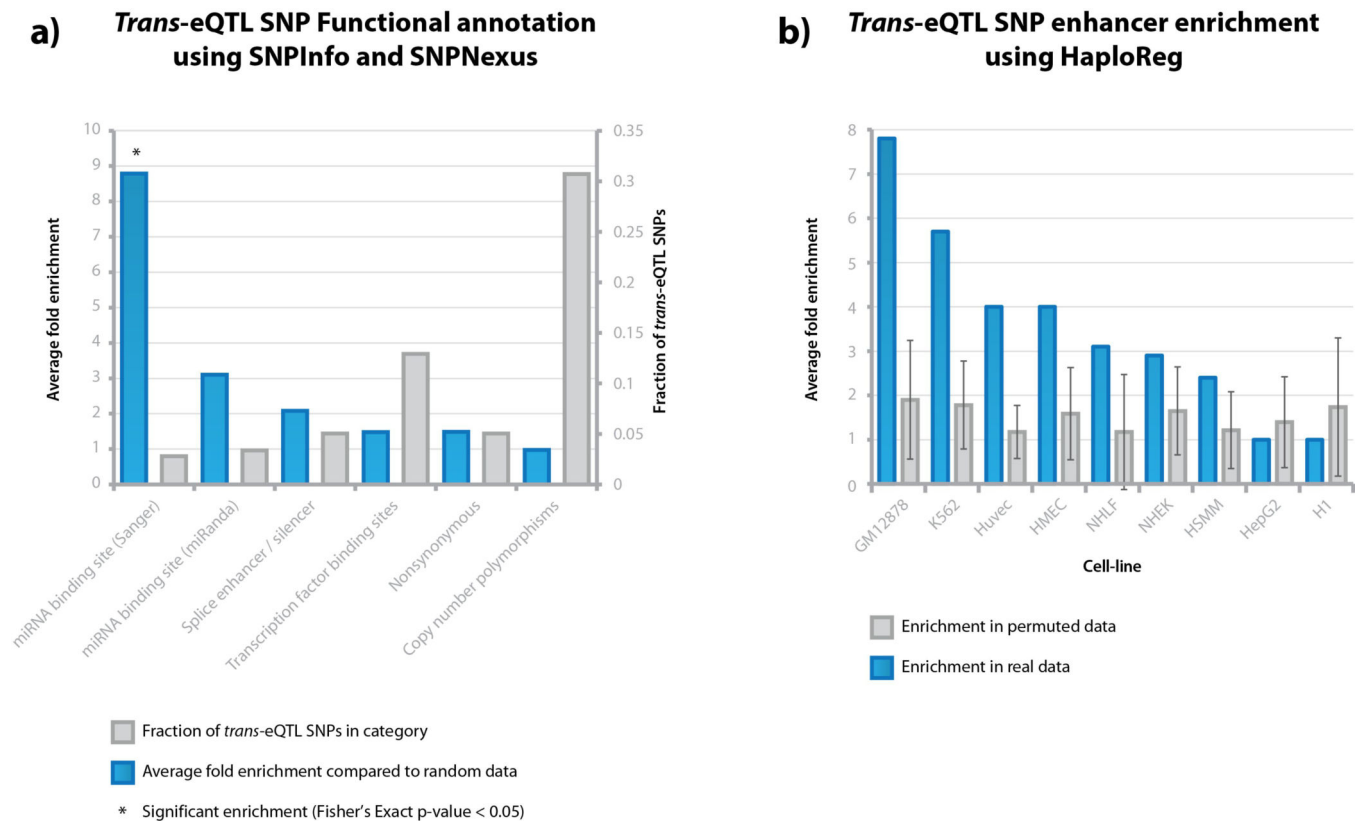 a)
Trans-eQTL SNP Functional annotation
using SNPInfo and SNPNexus
Average fold enrichment
10
9
8
7
6
5
4
3
2
1
0
*
0.35
0.3
0.25
0.2
0.15
0.1
0.05
0
Fraction of trans-eQTL SNPs
miRNA binding site (Sanger)
miRNA binding site (miRanda)
Splice enhancer / silencer
Transcription factor binding sites
Nonsynonymous
Copy number polymorphisms
Fraction of trans-eQTL SNPs in category
Average fold enrichment compared to random data
* Significant enrichment (Fisher's Exact p-value < 0.05)
b)
Trans-eQTL SNP enhancer enrichment
using HaploReg
Average fold enrichment
8
7
6
5
4
3
2
1
0
GM12878
K562
Huvec
HMEC
NHLF
NHEK
HSMM
HepG2
H1
Cell-line
Enrichment in permuted data
Enrichment in real data